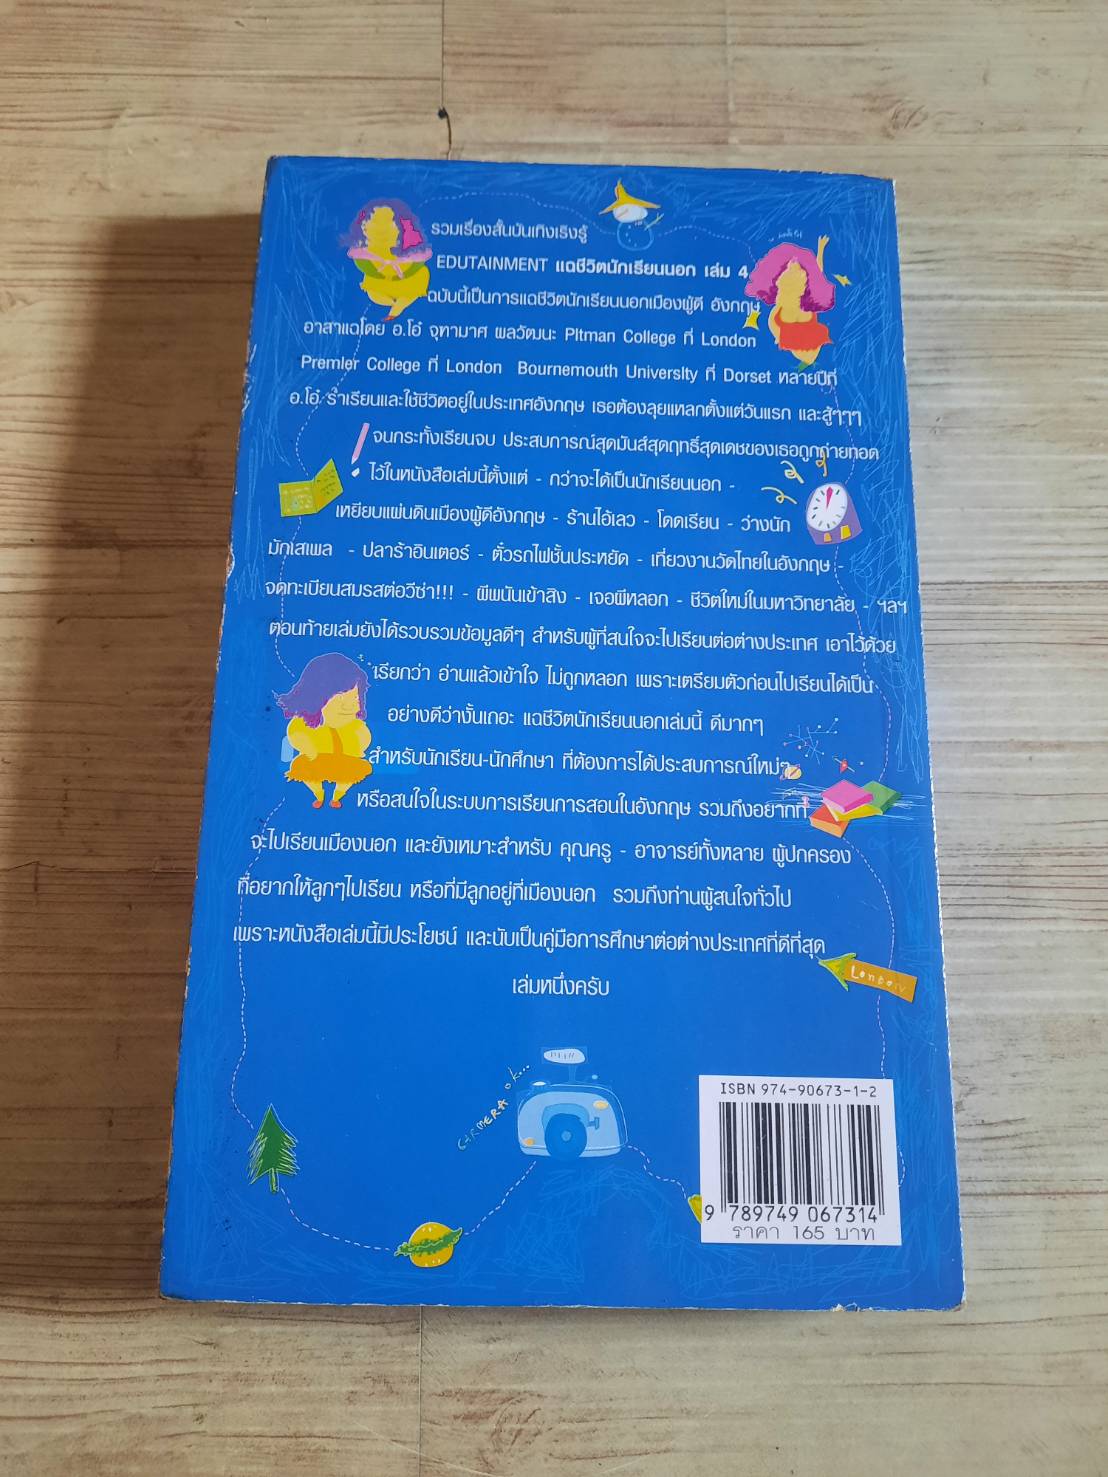 รวมเรื่องสั้นบันเทิงเริงรู้
EDUTAINMENT แฉชีวิตนักเรียนนอก เล่ม 4
ฉบับนี้เป็นการแฉชีวิตนักเรียนนอกเมืองผู้ดี อังกฤษ
อาสาแฉโดย อ.โอ๋ จุฑามาศ ผลวัฒนะ Pitman College ที่ London
Premier College ที่ London Bournemouth University ที่ Dorset หลายปีที่
อ.โอ๋ ร่ำเรียนและใช้ชีวิตอยู่ในประเทศอังกฤษ เธอต้องลุยแหลกตั้งแต่วันแรก และสู้ๆๆๆ
จนกระทั่งเรียนจบ ประสบการณ์สุดมันส์สุดฤทธิ์สุดเดชของเธอถูกถ่ายทอด
ไว้ในหนังสือเล่มนี้ตั้งแต่ - กว่าจะได้เป็นนักเรียนนอก -
เหยียบแผ่นดินเมืองผู้ดีอังกฤษ - ร้านไอ้เลว - โดดเรียน - ว่างนัก
มักเสเพล - ปลาร้าอินเตอร์ - ตั๋วรถไฟชั้นประหยัด - เที่ยวงานวัดไทยในอังกฤษ -
จดทะเบียนสมรสต่อวีซ่า!!! - ผีพนันเข้าสิง - เจอผีหลอก - ชีวิตใหม่ในมหาวิทยาลัย - ฯลฯ
ตอนท้ายเล่มยังได้รวบรวมข้อมูลดีๆ สำหรับผู้ที่สนใจจะไปเรียนต่อต่างประเทศ เอาไว้ด้วย
เรียกว่า อ่านแล้วเข้าใจ ไม่ถูกหลอก เพราะเตรียมตัวก่อนไปเรียนได้เป็น
อย่างดีว่างั้นเถอะ แฉชีวิตนักเรียนนอกเล่มนี้ ดีมากๆ
สำหรับนักเรียน-นักศึกษา ที่ต้องการได้ประสบการณ์ใหม่ๆ
หรือสนใจในระบบการเรียนการสอนในอังกฤษ รวมถึงอยากที่
จะไปเรียนเมืองนอก และยังเหมาะสำหรับ คุณครู - อาจารย์ทั้งหลาย ผู้ปกครอง
ที่อยากให้ลูกๆไปเรียน หรือที่มีลูกอยู่ที่เมืองนอก รวมถึงท่านผู้สนใจทั่วไป
เพราะหนังสือเล่มนี้มีประโยชน์ และนับเป็นคู่มือการศึกษาต่อต่างประเทศที่ดีที่สุด
เล่มหนึ่งครับ
London
CARMERA ok...
ISBN 974-90673-1-2
9 789749 067314
ราคา 165 บาท